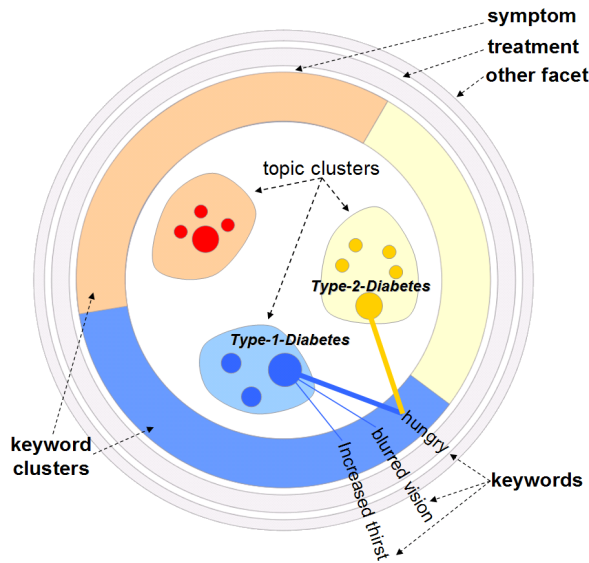 symptom
treatment
other facet
topic clusters
Type-2-Diabetes
Type-1-Diabetes
hungry
blurred vision
Increased thirst
keyword
clusters
keywords